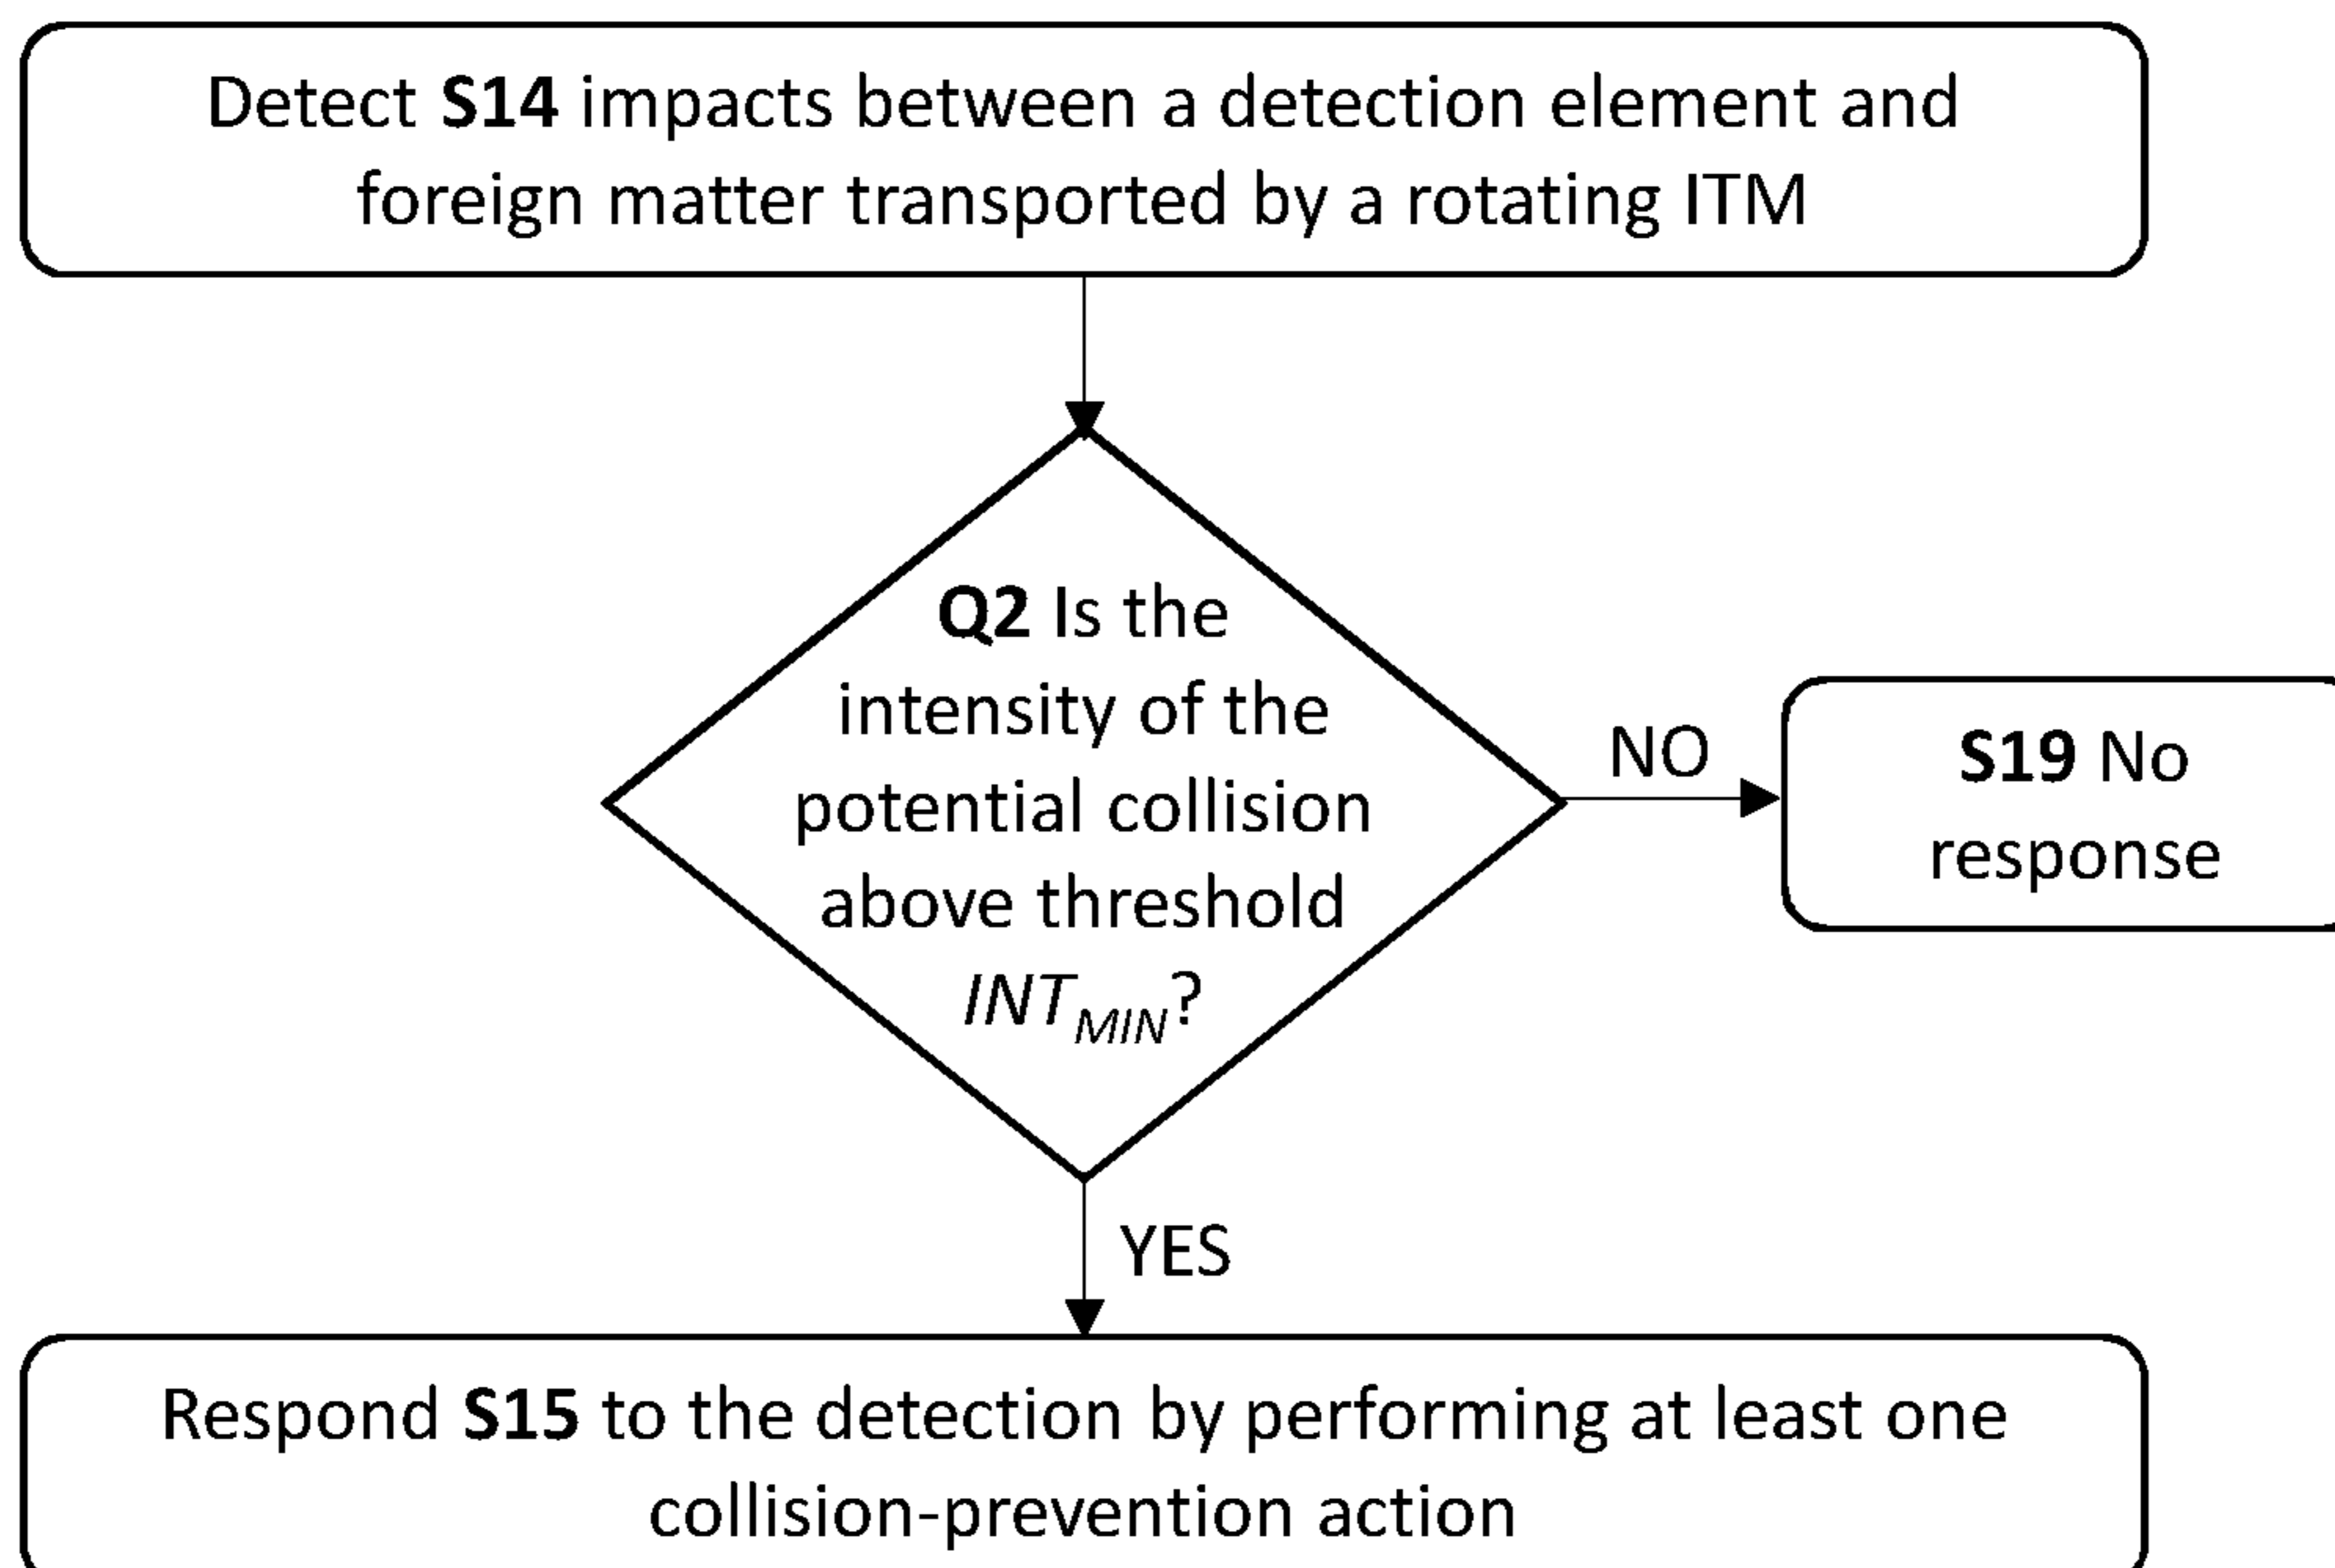 Detect S14 impacts between a detection element and
foreign matter transported by a rotating ITM
Q2 Is the
intensity of the
potential collision
above threshold
INT_MIN?
NO
S19 No
response
YES
Respond S15 to the detection by performing at least one
collision-prevention action